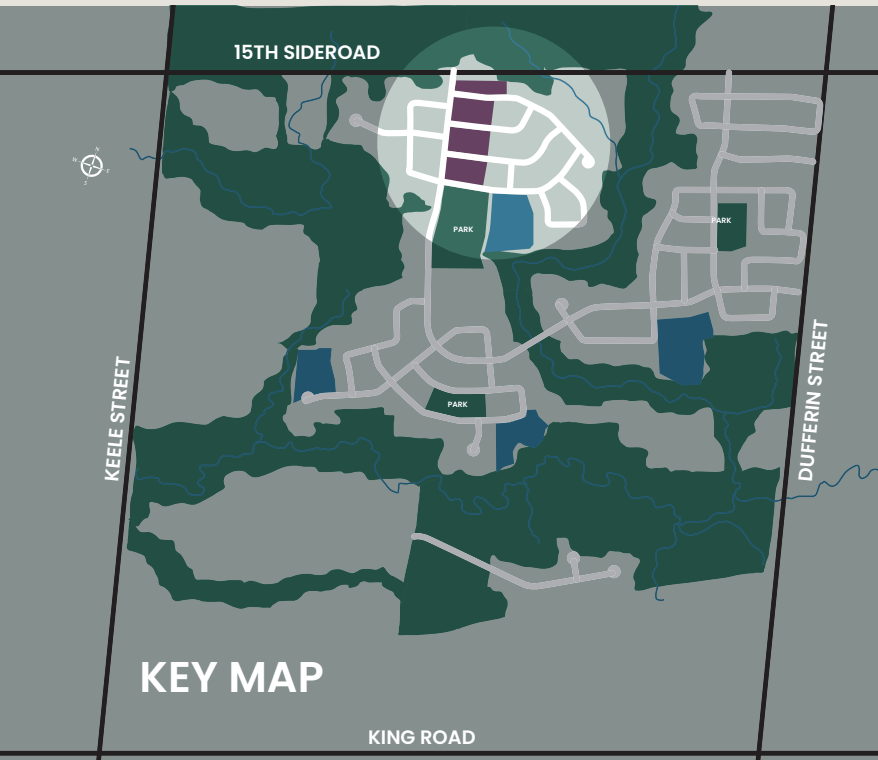 15TH SIDEROAD
N
W
E
S
PARK
PARK
KEELE STREET
DUFFERIN STREET
PARK
KEY MAP
KING ROAD